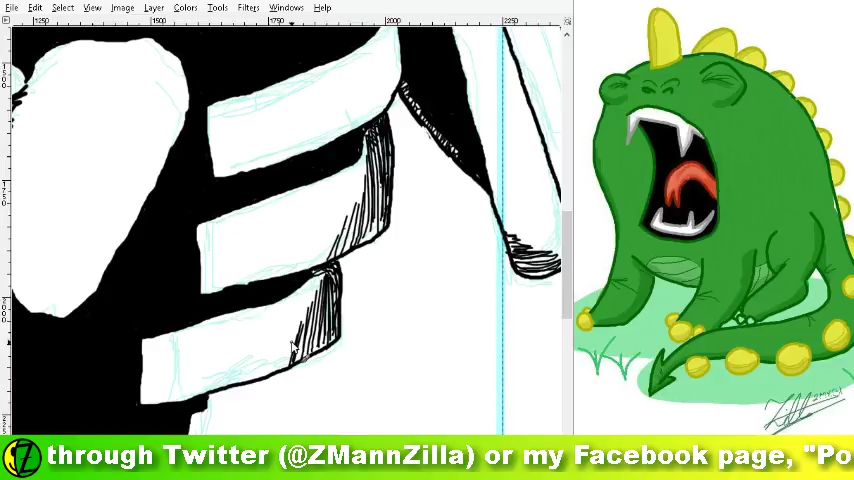 File Edit Select View Image Layer Colors Tools Filters Windows Help
1250 1500 1750 2000 2250
Z through Twitter (@ZMannZilla) or my Facebook page, "Po